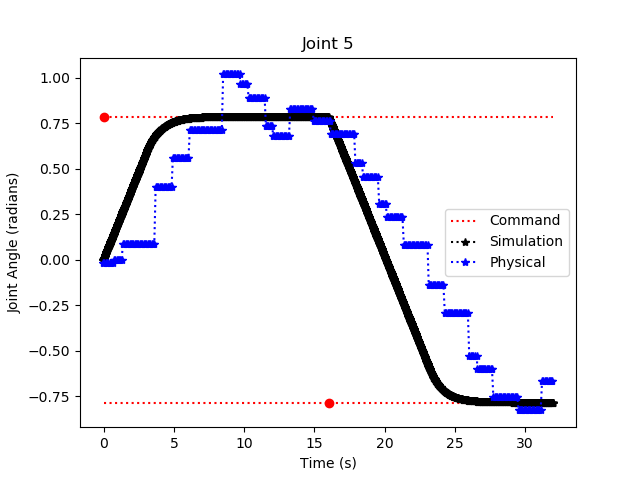 Joint 5
1.00
0.75
0.50
0.25
0.00
−0.25
−0.50
−0.75
Joint Angle (radians)
Command
Simulation
Physical
0 5 10 15 20 25 30
Time (s)